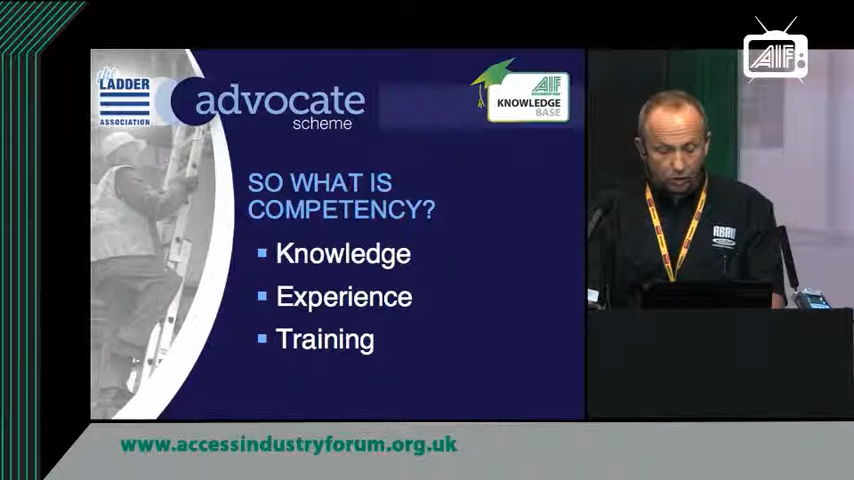 AIF
the
LADDER
ASSOCIATION
advocate
scheme
AIF
KNOWLEDGE
BASE
SO WHAT IS
COMPETENCY?
Knowledge
Experience
Training
ABRU
www.accessindustryforum.org.uk